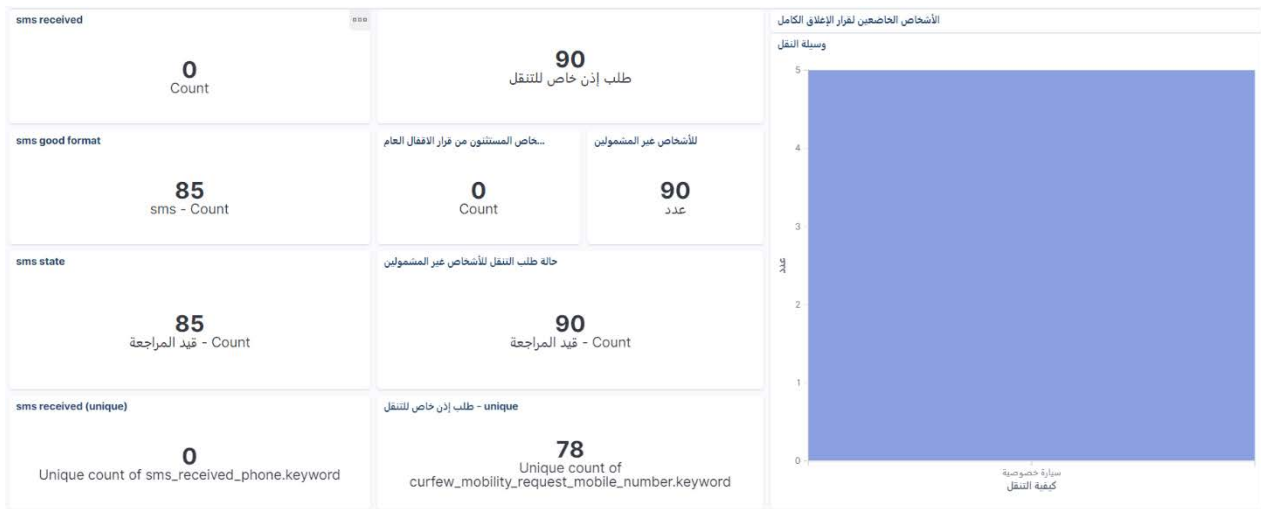 sms received
0
Count
90
طلب إذن خاص للتنقل
sms good format
85
sms - Count
...خاص المستثنون من قرار الاقفال العام
0
Count
للأشخاص غير المشمولين
90
عدد
sms state
85
قيد المراجعة - Count
حالة طلب التنقل للأشخاص غير المشمولين
90
قيد المراجعة - Count
sms received (unique)
0
Unique count of sms_received_phone.keyword
طلب إذن خاص للتنقل - unique
78
Unique count of
curfew_mobility_request_mobile_number.keyword
الأشخاص الخاضعين لقرار الإغلاق الكامل
وسيلة النقل
5
4
3
2
1
0
عدد
سيارة خصوصية
كيفية التنقل